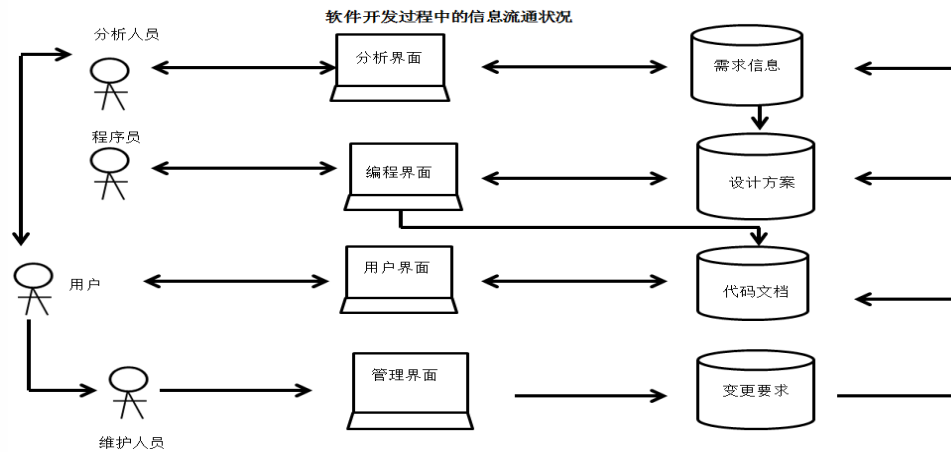 软件开发过程中的信息流通状况
分析人员
分析界面
需求信息
程序员
编程界面
设计方案
用户
用户界面
代码文档
管理界面
变更要求
维护人员